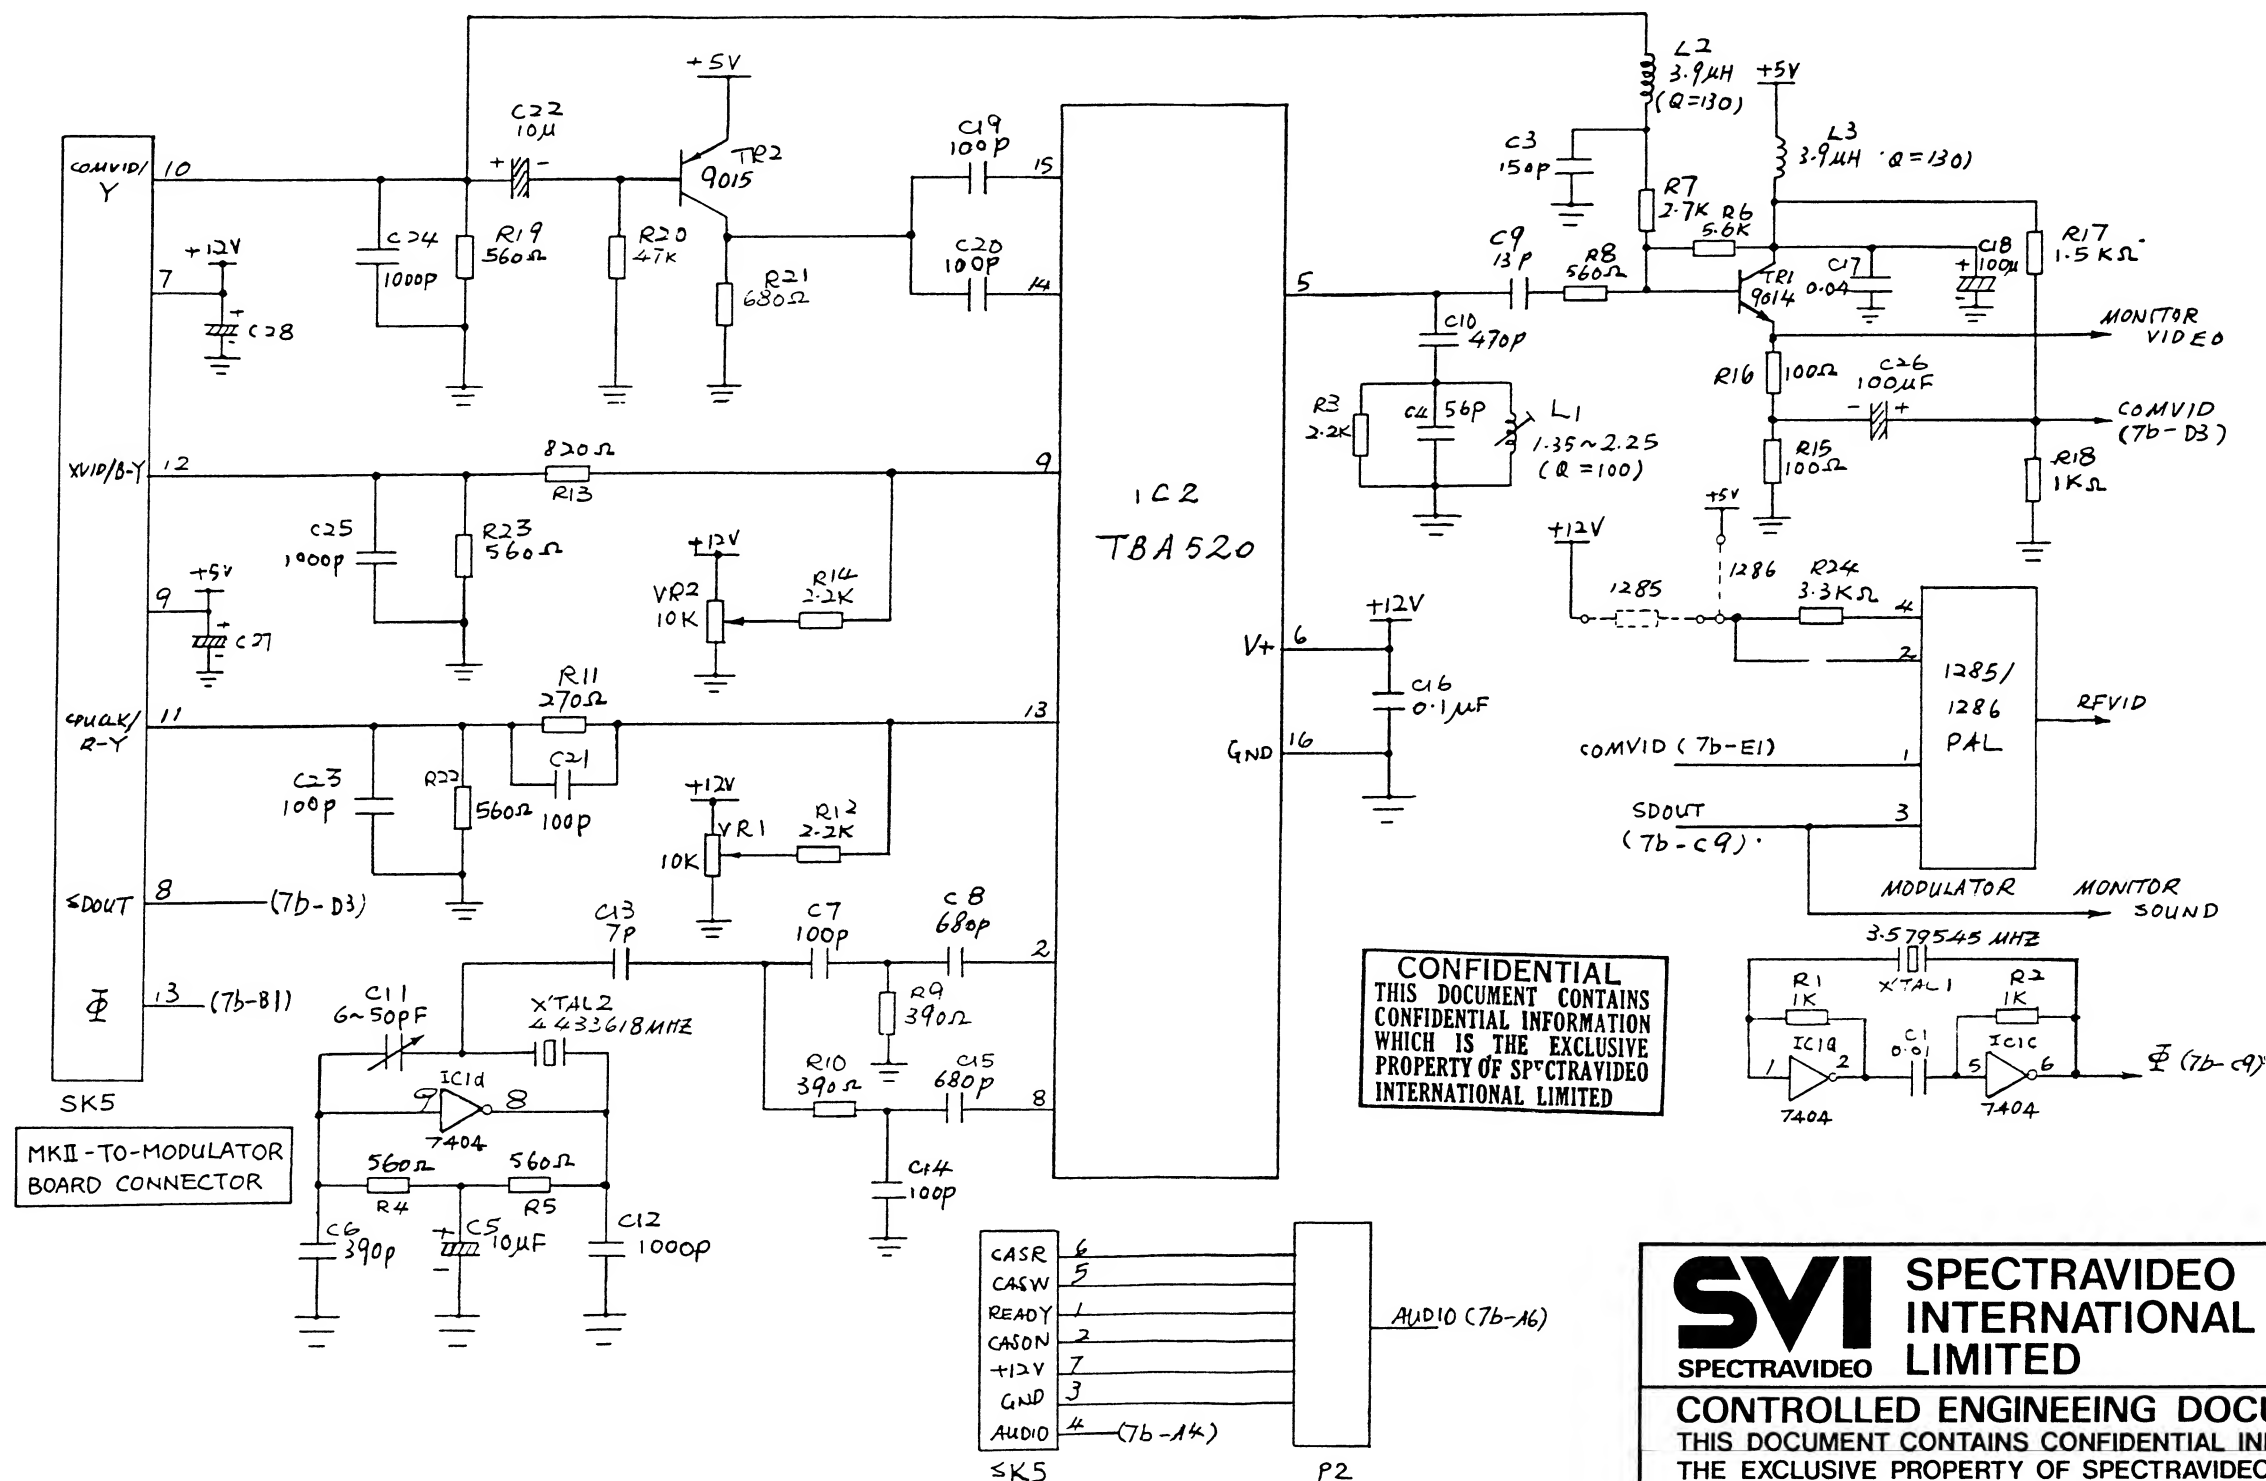 COMVID/
Y
10
+12V
7
C28
XVID/B-Y
12
+5V
9
C27
CPUCLK/
R-Y
11
SDOUT
8
(7b-D3)
Φ
13
(7b-B1)
SK5
MKII-TO-MODULATOR
BOARD CONNECTOR
C22
10μ
+5V
TR2
9015
C24
1000p
R19
560Ω
R20
47K
R21
680Ω
C19
100p
C20
100p
15
14
820Ω
R13
C25
1000p
R23
560Ω
+12V
VR2
10K
R14
2.2K
9
R11
270Ω
C21
100p
C23
100p
R22
560Ω
+12V
VR1
10K
R12
2.2K
13
C13
7p
C7
100p
C8
680p
2
C11
6~50pF
X'TAL2
4.433618MHZ
R9
390Ω
R10
390Ω
C15
680p
8
IC1d
9
8
7404
560Ω
R4
560Ω
R5
C14
100p
C6
390p
C5
10μF
C12
1000p
IC2
TBA520
5
V+
6
GND
16
+12V
C16
0.1μF
L2
3.9μH
(Q=130)
+5V
L3
3.9μH Q=130)
C3
150p
R7
2.7K
R6
5.6K
C9
13p
R8
560Ω
TR1
9014
C17
0.04
C18
100μ
R17
1.5KΩ
MONITOR
VIDEO
C10
470p
R16
100Ω
C26
100μF
COMVID
(7b-D3)
R3
2.2K
C4
56p
L1
1.35~2.25
(Q=100)
R15
100Ω
R18
1KΩ
+5V
+12V
1285
1286
R24
3.3KΩ
4
2
1285/
1286
PAL
RFVID
COMVID (7b-E1)
1
SDOUT
(7b-C9)
3
MODULATOR
MONITOR
SOUND
CONFIDENTIAL
THIS DOCUMENT CONTAINS
CONFIDENTIAL INFORMATION
WHICH IS THE EXCLUSIVE
PROPERTY OF SPECTRAVIDEO
INTERNATIONAL LIMITED
3.579545 MHZ
X'TAL1
R1
1K
R2
1K
IC1a
1
2
7404
C1
0.01
IC1c
5
6
7404
Φ (7b-C9)
CASR 6
CASW 5
READY 1
CASON 2
+12V 7
GND 3
AUDIO 4
(7b-A4)
SK5
P2
AUDIO (7b-A6)
SVI
SPECTRAVIDEO
SPECTRAVIDEO
INTERNATIONAL
LIMITED
CONTROLLED ENGINEEING DOCU
THIS DOCUMENT CONTAINS CONFIDENTIAL IN
THE EXCLUSIVE PROPERTY OF SPECTRAVIDEO